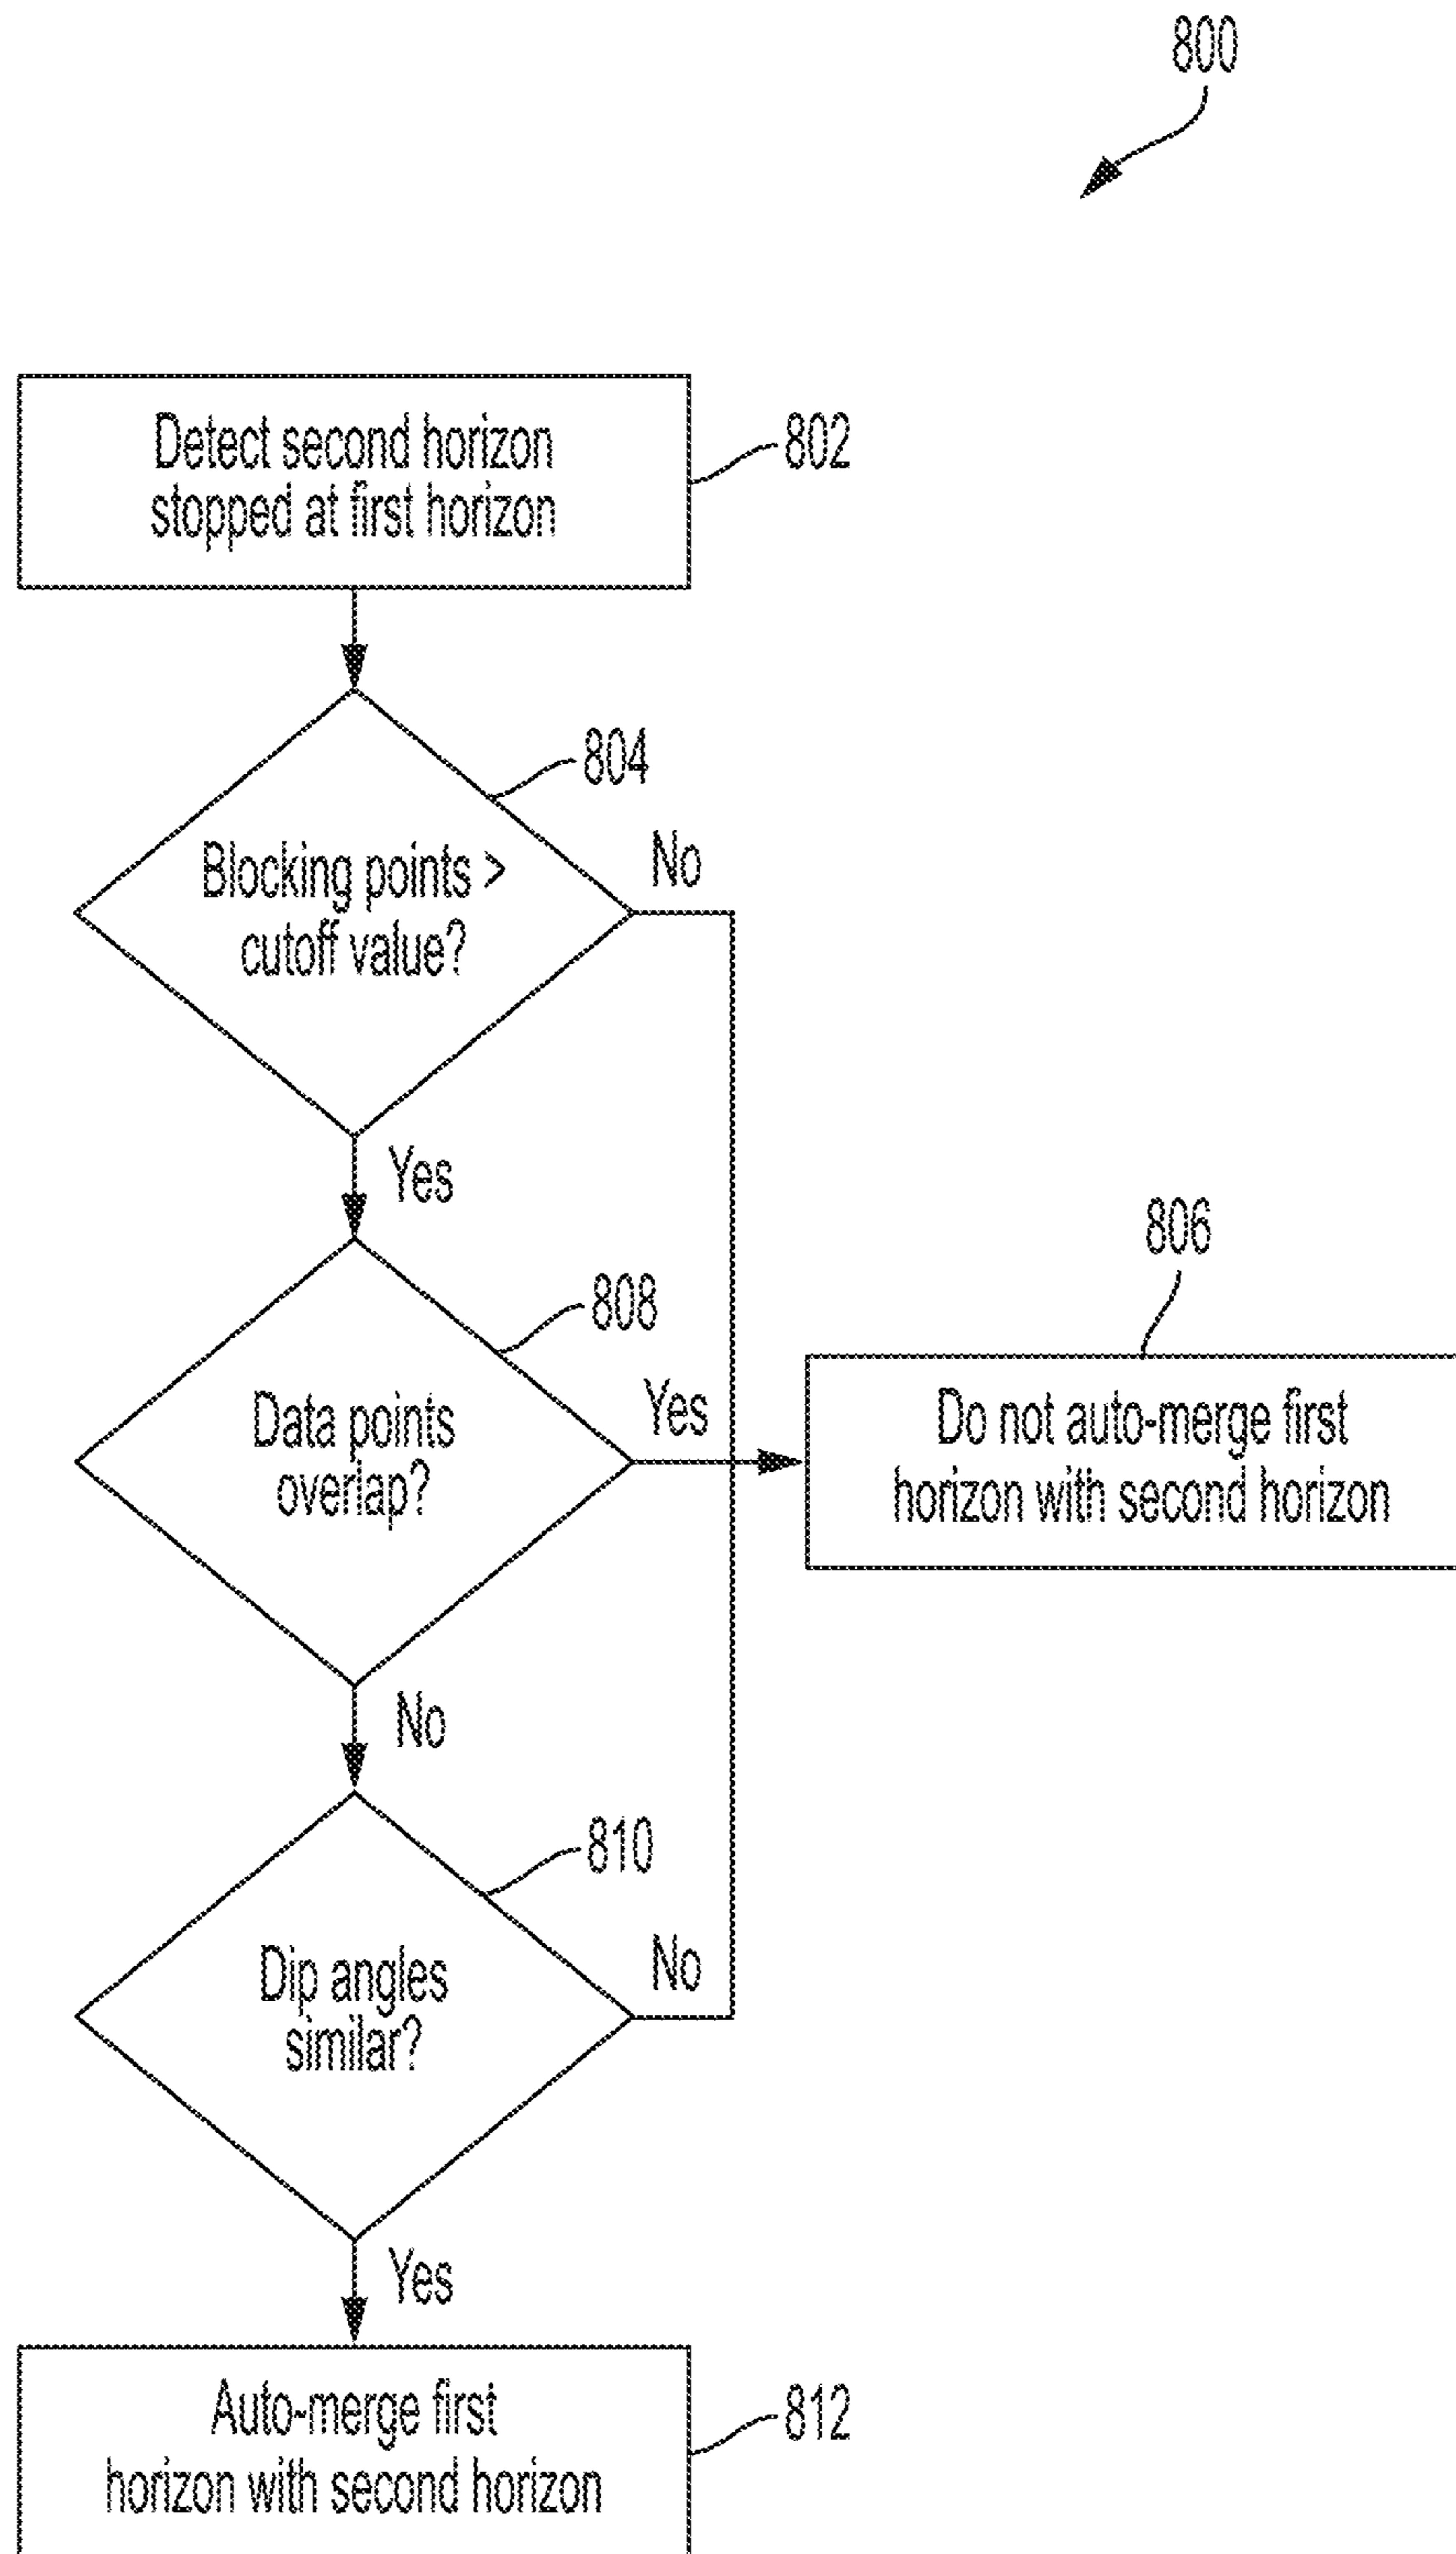 800
Detect second horizon
stopped at first horizon
802
804
Blocking points >
cutoff value?
No
Yes
806
808
Data points
overlap?
Yes
Do not auto-merge first
horizon with second horizon
No
810
Dip angles
similar?
No
Yes
Auto-merge first
horizon with second horizon
812